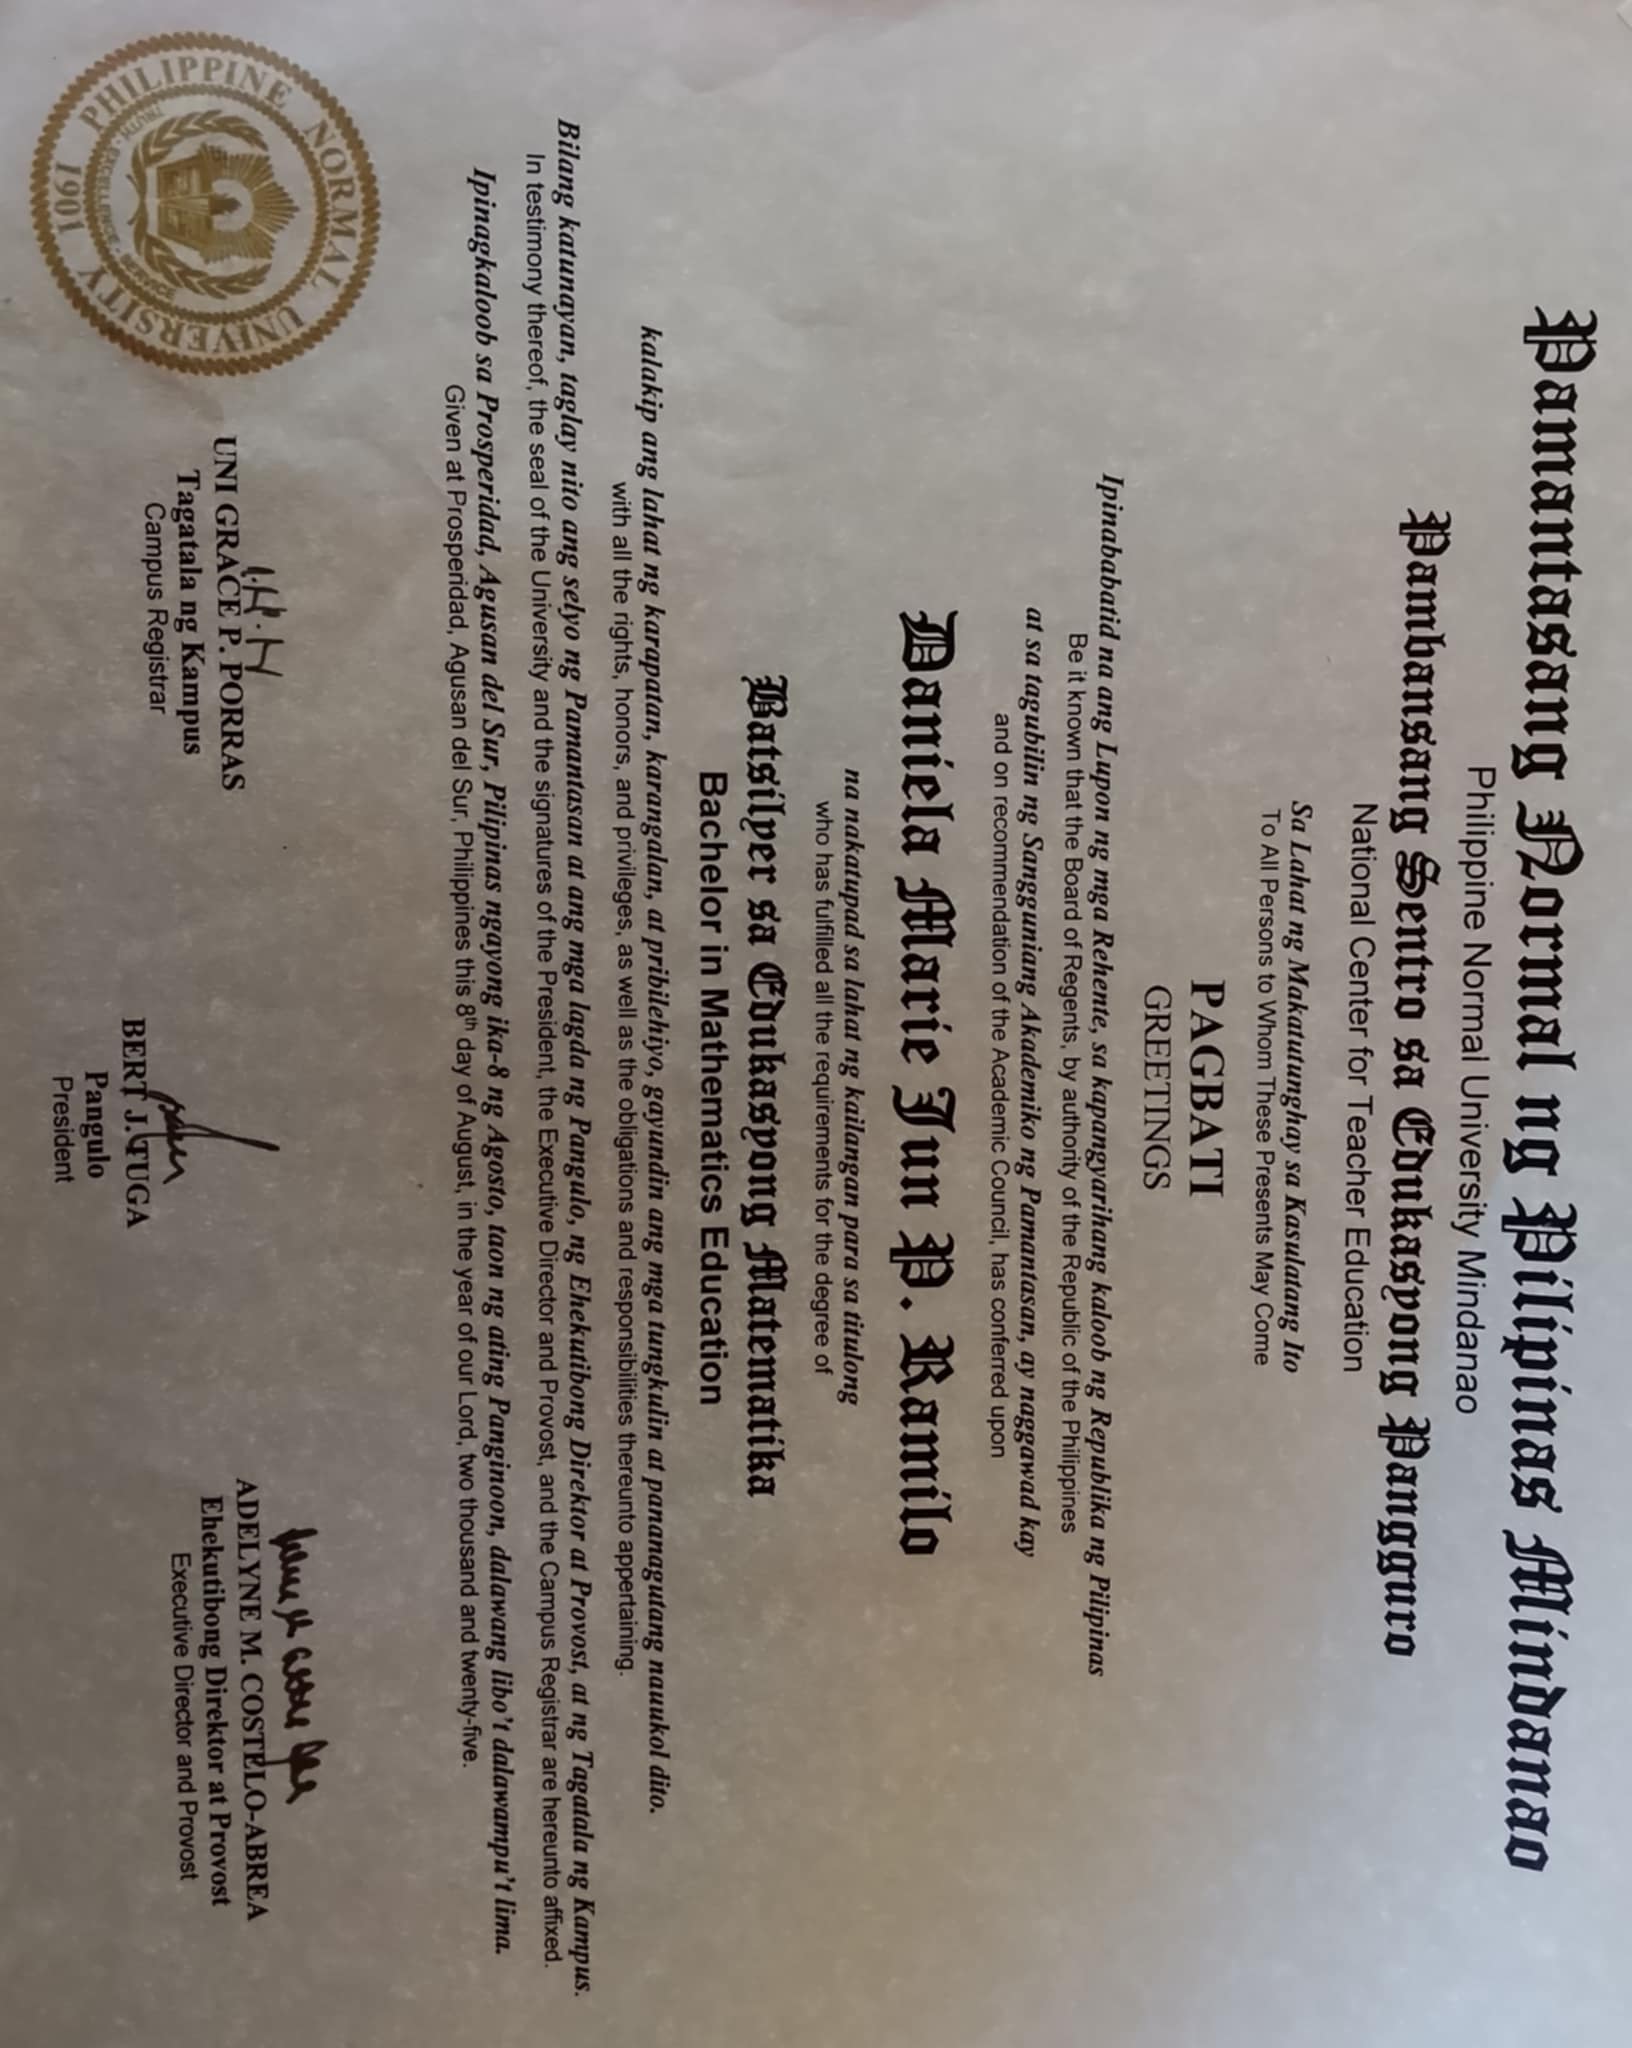 Pamantasang Normal ng Pilipinas Mindanao
Philippine Normal University Mindanao
Pambansang Sentro sa Edukasyong Pangguro
National Center for Teacher Education
Sa Lahat ng Makatutunghay sa Kasulatang Ito
To All Persons to Whom These Presents May Come
PAGBATI
GREETINGS
Ipinababatid na ang Lupon ng mga Rehente, sa kapangyarihang kaloob ng Republika ng Pilipinas
Be it known that the Board of Regents, by authority of the Republic of the Philippines
at sa tagubilin ng Sangguniang Akademiko ng Pamantasan, ay naggawad kay
and on recommendation of the Academic Council, has conferred upon
Daniela Marie Jun P. Ramilo
na nakatupad sa lahat ng kailangan para sa titulong
who has fulfilled all the requirements for the degree of
Batsilyer sa Edukasyong Matematika
Bachelor in Mathematics Education
kalakip ang lahat ng karapatan, karangalan, at pribilehiyo, gayundin ang mga tungkulin at pananagutang nauukol dito.
with all the rights, honors, and privileges, as well as the obligations and responsibilities thereunto appertaining.
Bilang katunayan, taglay nito ang selyo ng Pamantasan at ang mga lagda ng Pangulo, ng Ehekutibong Direktor at Provost, at ng Tagatala ng Kampus.
In testimony thereof, the seal of the University and the signatures of the President, the Executive Director and Provost, and the Campus Registrar are hereunto affixed.
Ipinagkaloob sa Prosperidad, Agusan del Sur, Pilipinas ngayong ika-8 ng Agosto, taon ng ating Panginoon, dalawang libo't dalawampu't lima.
Given at Prosperidad, Agusan del Sur, Philippines this 8th day of August, in the year of our Lord, two thousand and twenty-five.
PHILIPPINE NORMAL UNIVERSITY
1901
TRUTH · EXCELLENCE ·
UNI GRACE P. PORRAS
Tagatala ng Kampus
Campus Registrar
BERT J. TUGA
Pangulo
President
ADELYNE M. COSTELO-ABREA
Ehekutibong Direktor at Provost
Executive Director and Provost